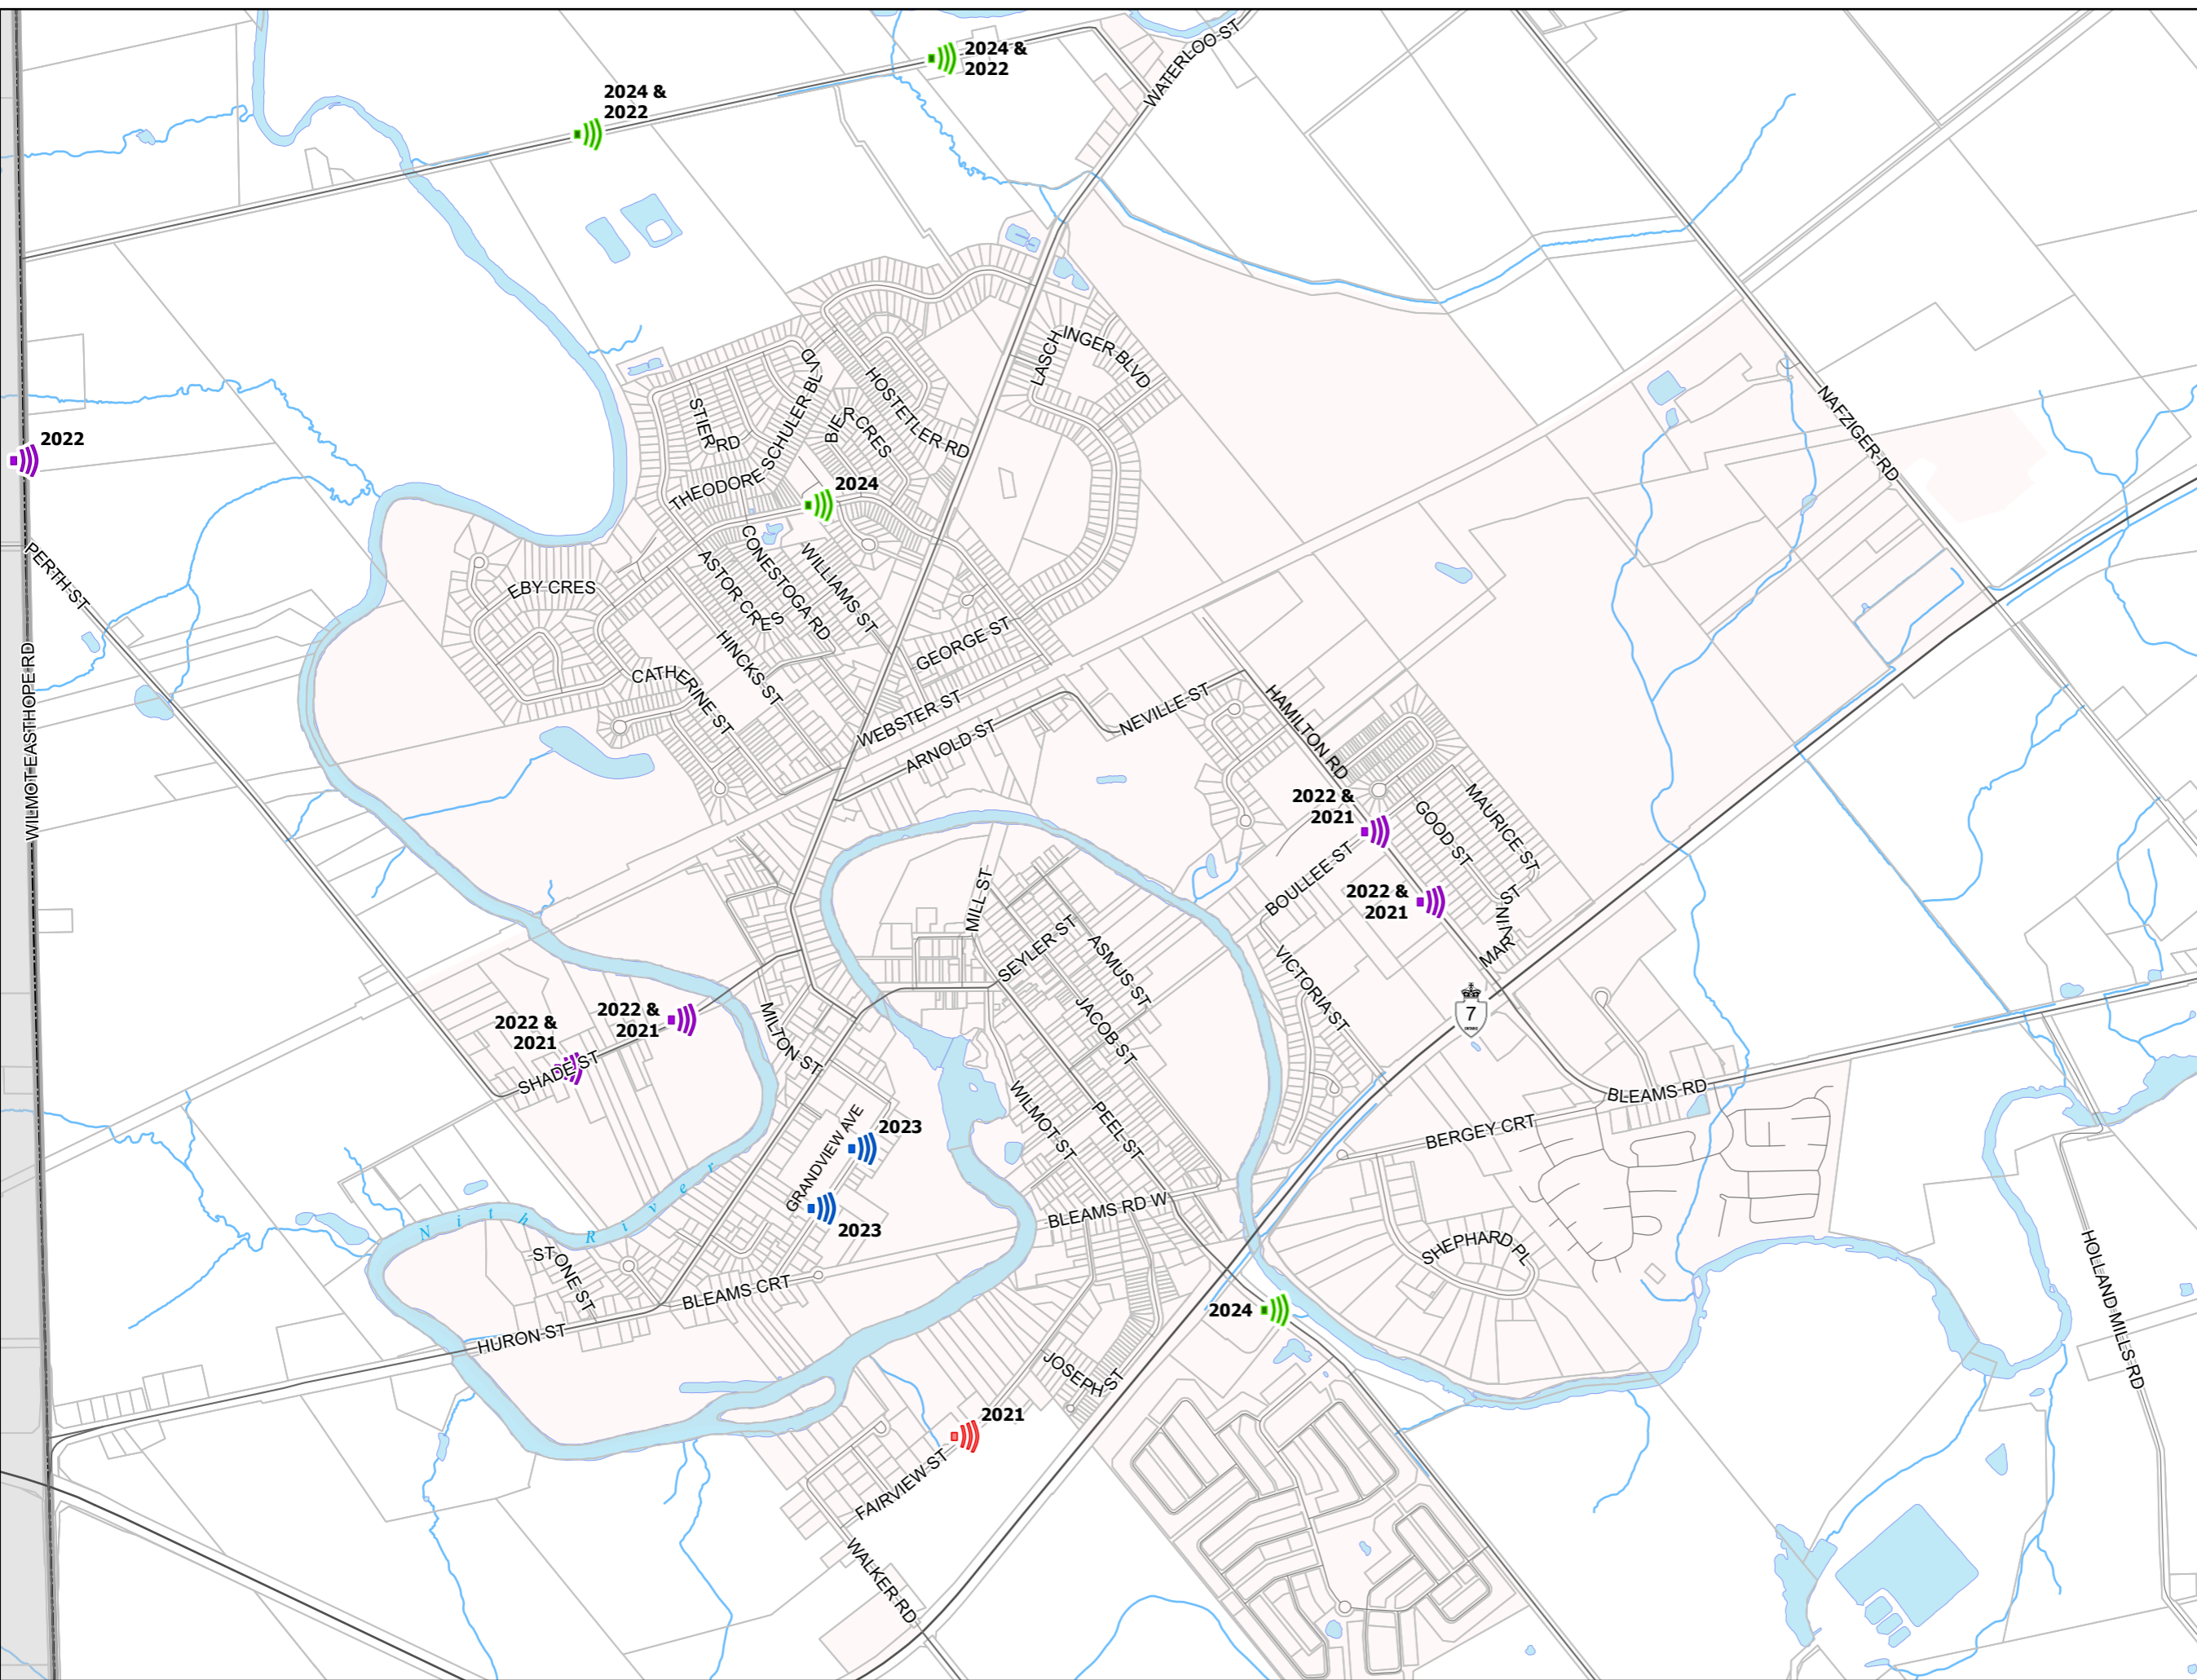 WATERLOO ST
2024 &
2022
2024 &
2022
LASCHINGER BLVD
HOSTETLER RD
BIER CRES
STIER RD
THEODORE SCHULER BLVD
NAFZIGER RD
2022
2024
PERTH ST
EBY CRES
ASTOR CRES
CONESTOGA RD
WILLIAMS ST
GEORGE ST
HINCKS ST
CATHERINE ST
WEBSTER ST
ARNOLD ST
NEVILLE ST
HAMILTON RD
WILMOT-EASTHOPE RD
2022 &
2021
GOOD ST
MAURICE ST
BOULLEE ST
2022 &
2021
MARVIN ST
MILL ST
SEYLER ST
ASMUS ST
JACOB ST
VICTORIA ST
7
2022 &
2021
2022 &
2021
SHADE ST
MILTON ST
WILMOT ST
PEEL ST
BLEAMS RD
BERGEY CRT
GRANDVIEW AVE
2023
2023
Nith River
BLEAMS RD W
SHEPHARD PL
STONE ST
BLEAMS CRT
HURON ST
2024
HOLLAND MILLS RD
JOSEPH ST
2021
FAIRVIEW ST
WALKER RD